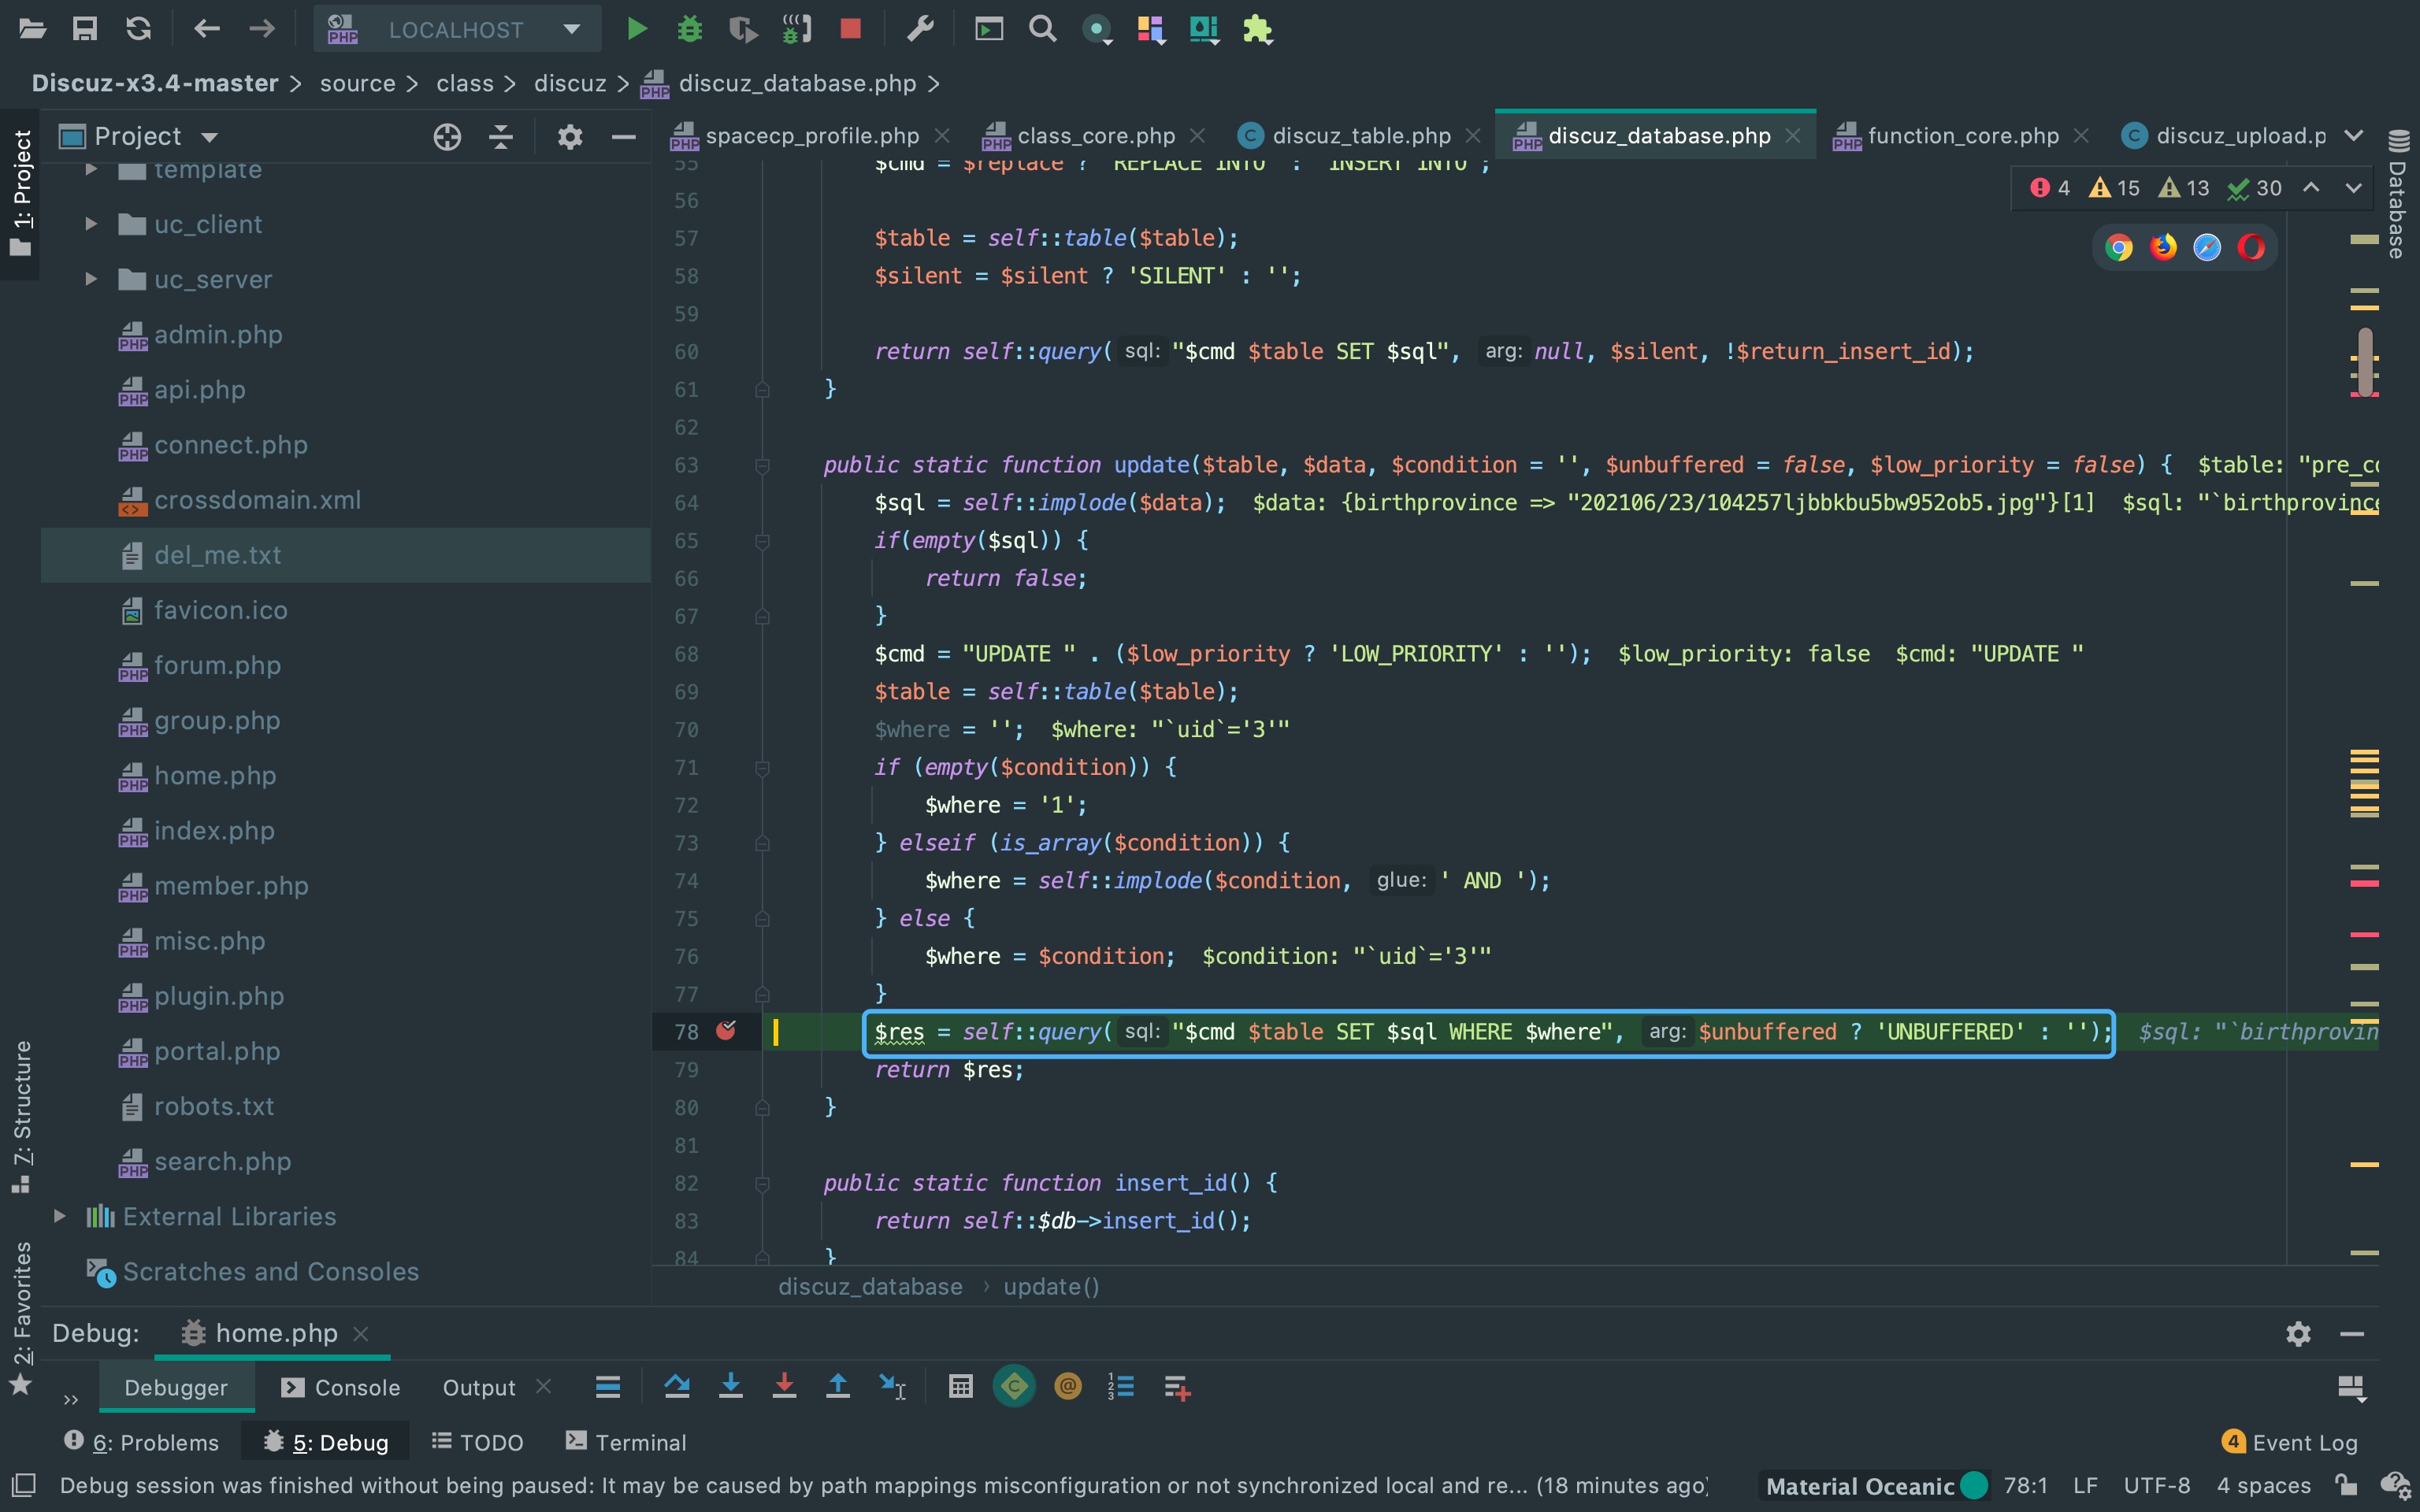 LOCALHOST
Discuz-x3.4-master > source > class > discuz > discuz_database.php >
1: Project
Project
spacecp_profile.php
class_core.php
discuz_table.php
discuz_database.php
function_core.php
discuz_upload.p
Database
4 15 13 30
template
uc_client
uc_server
admin.php
api.php
connect.php
crossdomain.xml
del_me.txt
favicon.ico
forum.php
group.php
home.php
index.php
member.php
misc.php
plugin.php
portal.php
robots.txt
search.php
External Libraries
Scratches and Consoles
Z: Structure
2: Favorites
55 $cmd = $replace ? 'REPLACE INTO' : 'INSERT INTO';
56
57 $table = self::table($table);
58 $silent = $silent ? 'SILENT' : '';
59
60 return self::query( sql: "$cmd $table SET $sql", arg: null, $silent, !$return_insert_id);
61 }
62
63 public static function update($table, $data, $condition = '', $unbuffered = false, $low_priority = false) { $table: "pre_co
64 $sql = self::implode($data); $data: {birthprovince => "202106/23/104257ljbbkbu5bw952ob5.jpg"}[1] $sql: "`birthprovince
65 if(empty($sql)) {
66 return false;
67 }
68 $cmd = "UPDATE " . ($low_priority ? 'LOW_PRIORITY' : ''); $low_priority: false $cmd: "UPDATE "
69 $table = self::table($table);
70 $where = ''; $where: "`uid`='3'"
71 if (empty($condition)) {
72 $where = '1';
73 } elseif (is_array($condition)) {
74 $where = self::implode($condition, glue: ' AND ');
75 } else {
76 $where = $condition; $condition: "`uid`='3'"
77 }
78 $res = self::query( sql: "$cmd $table SET $sql WHERE $where", arg: $unbuffered ? 'UNBUFFERED' : ''); $sql: "`birthprovin
79 return $res;
80 }
81
82 public static function insert_id() {
83 return self::$db->insert_id();
84 }
discuz_database › update()
Debug: home.php
Debugger Console Output
6: Problems 5: Debug TODO Terminal 4 Event Log
Debug session was finished without being paused: It may be caused by path mappings misconfiguration or not synchronized local and re... (18 minutes ago) Material Oceanic 78:1 LF UTF-8 4 spaces